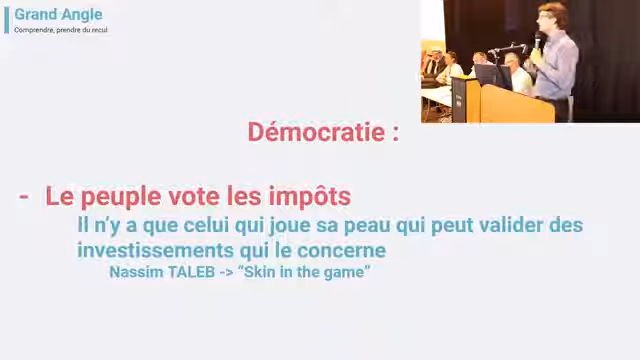 Grand Angle
Comprendre, prendre du recul
Démocratie :
- Le peuple vote les impôts
Il n'y a que celui qui joue sa peau qui peut valider des
investissements qui le concerne
Nassim TALEB -> "Skin in the game"